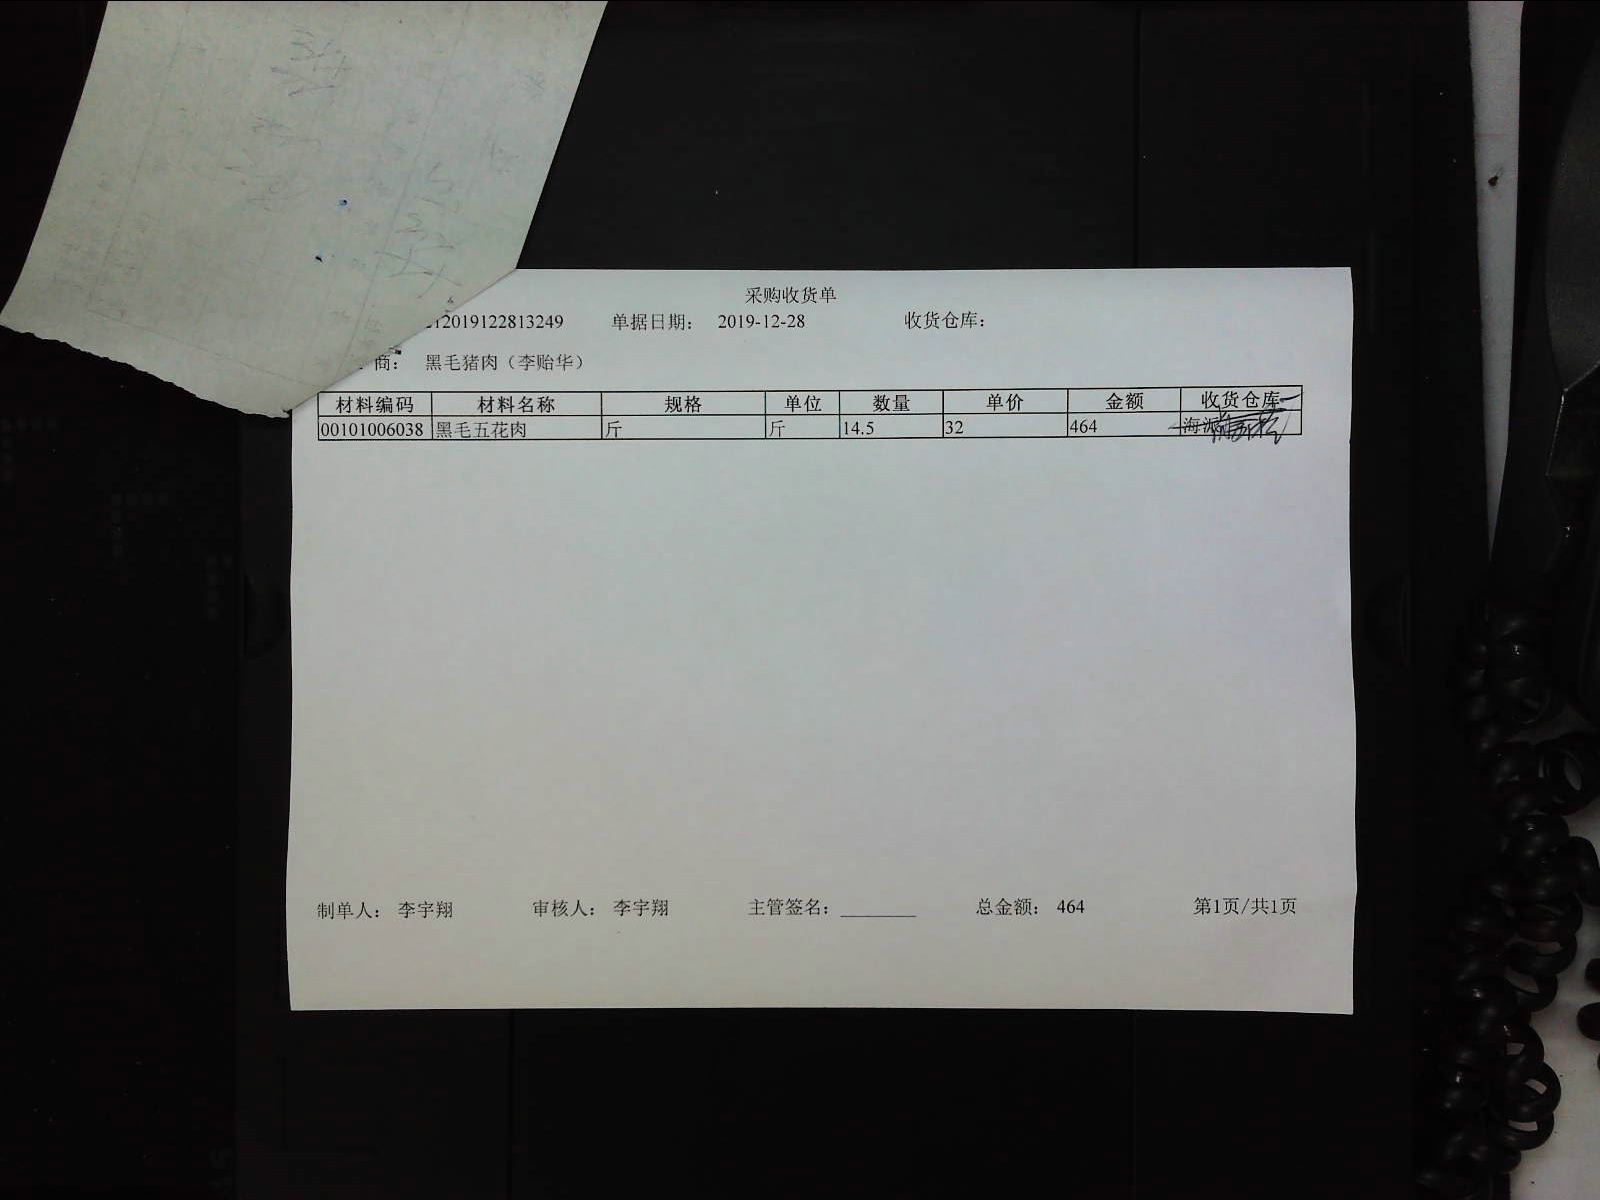 采购收货单
12019122813249 单据日期： 2019-12-28 收货仓库：
商： 黑毛猪肉（李贻华）
材料编码 材料名称 规格 单位 数量 单价 金额 收货仓库
00101006038 黑毛五花肉 斤 斤 14.5 32 464 海派
制单人： 李宇翔 审核人： 李宇翔 主管签名：________ 总金额： 464 第1页/共1页